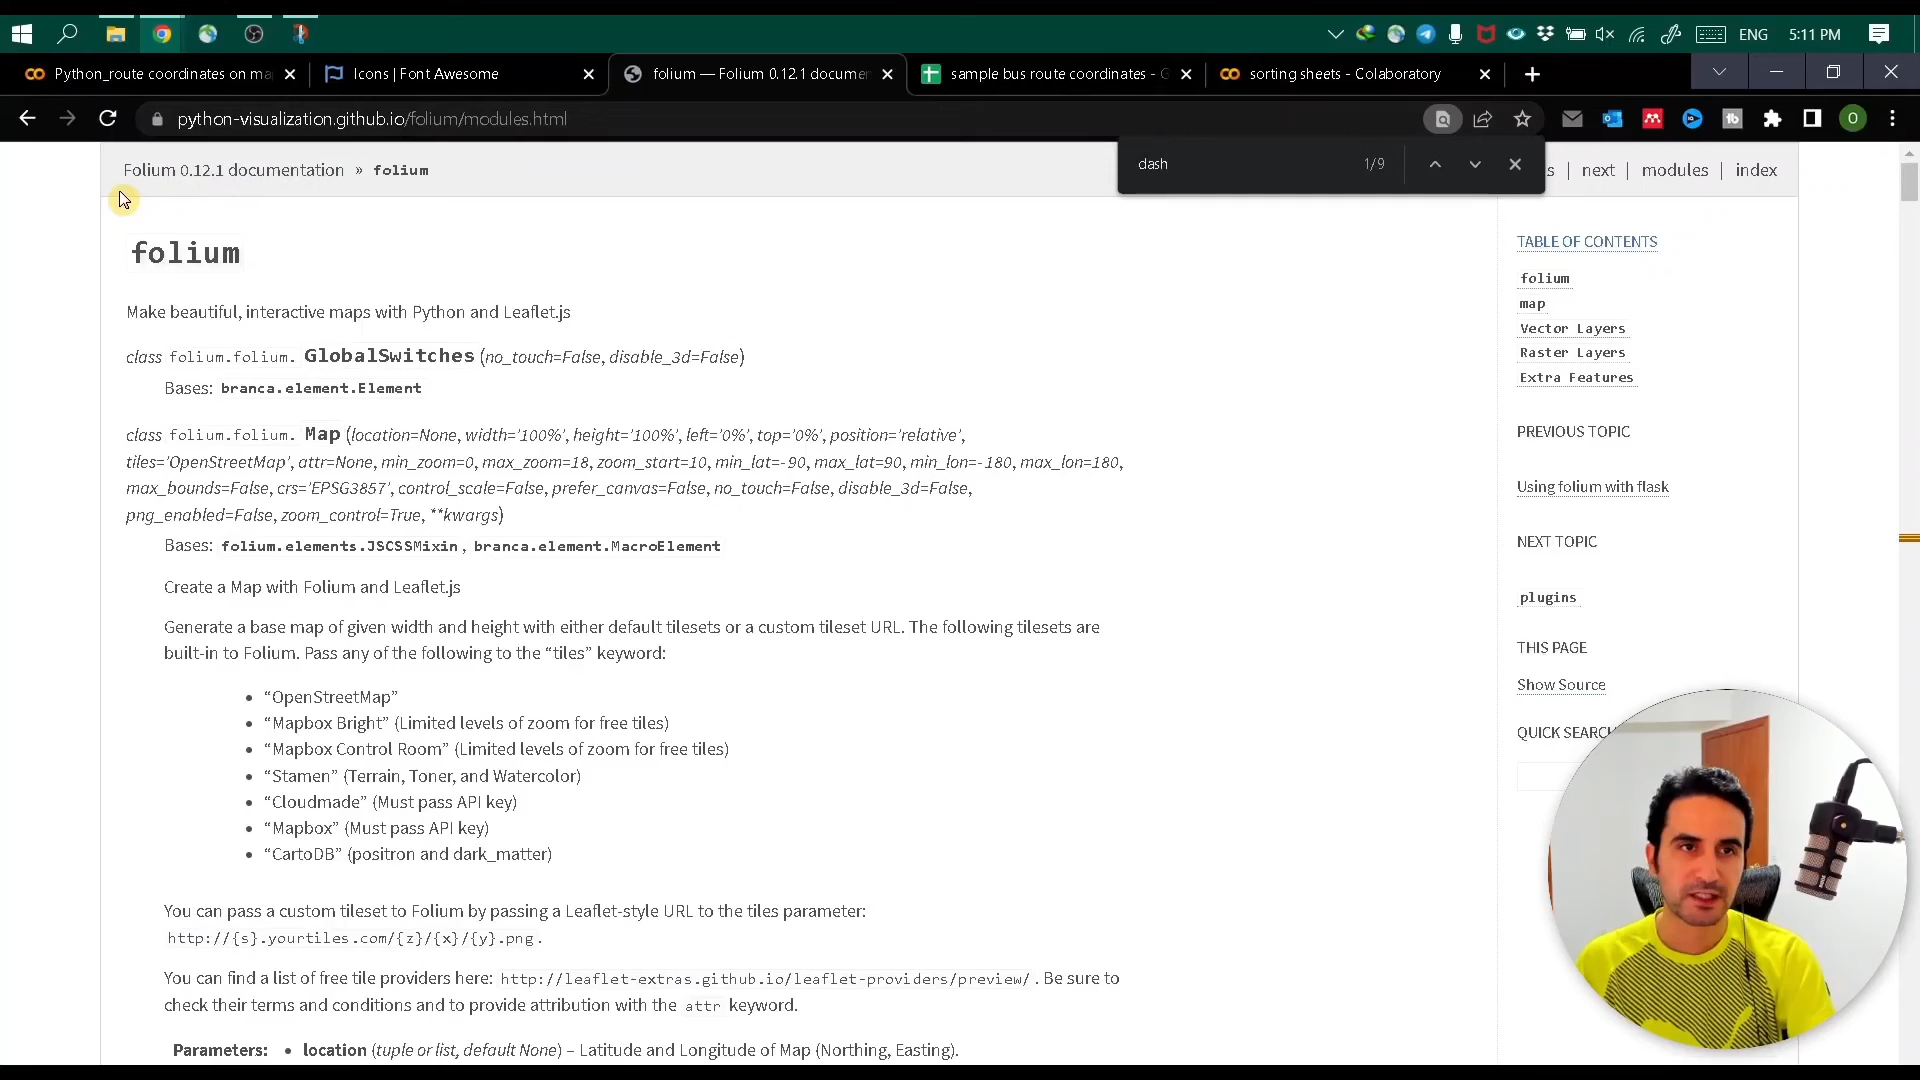 ENG
5:11 PM
Python_route coordinates on ma
Icons | Font Awesome
folium — Folium 0.12.1 documen
sample bus route coordinates - G
sorting sheets - Colaboratory
python-visualization.github.io/folium/modules.html
O
dash
1/9
Folium 0.12.1 documentation » folium
s | next | modules | index
folium
Make beautiful, interactive maps with Python and Leaflet.js
class folium.folium. GlobalSwitches (no_touch=False, disable_3d=False)
Bases: branca.element.Element
class folium.folium. Map (location=None, width='100%', height='100%', left='0%', top='0%', position='relative',
tiles='OpenStreetMap', attr=None, min_zoom=0, max_zoom=18, zoom_start=10, min_lat=-90, max_lat=90, min_lon=-180, max_lon=180,
max_bounds=False, crs='EPSG3857', control_scale=False, prefer_canvas=False, no_touch=False, disable_3d=False,
png_enabled=False, zoom_control=True, **kwargs)
Bases: folium.elements.JSCSSMixin, branca.element.MacroElement
Create a Map with Folium and Leaflet.js
Generate a base map of given width and height with either default tilesets or a custom tileset URL. The following tilesets are
built-in to Folium. Pass any of the following to the “tiles” keyword:
• “OpenStreetMap”
• “Mapbox Bright” (Limited levels of zoom for free tiles)
• “Mapbox Control Room” (Limited levels of zoom for free tiles)
• “Stamen” (Terrain, Toner, and Watercolor)
• “Cloudmade” (Must pass API key)
• “Mapbox” (Must pass API key)
• “CartoDB” (positron and dark_matter)
You can pass a custom tileset to Folium by passing a Leaflet-style URL to the tiles parameter:
http://{s}.yourtiles.com/{z}/{x}/{y}.png.
You can find a list of free tile providers here: http://leaflet-extras.github.io/leaflet-providers/preview/. Be sure to
check their terms and conditions and to provide attribution with the attr keyword.
Parameters: • location (tuple or list, default None) – Latitude and Longitude of Map (Northing, Easting).
TABLE OF CONTENTS
folium
map
Vector Layers
Raster Layers
Extra Features
PREVIOUS TOPIC
Using folium with flask
NEXT TOPIC
plugins
THIS PAGE
Show Source
QUICK SEARCH